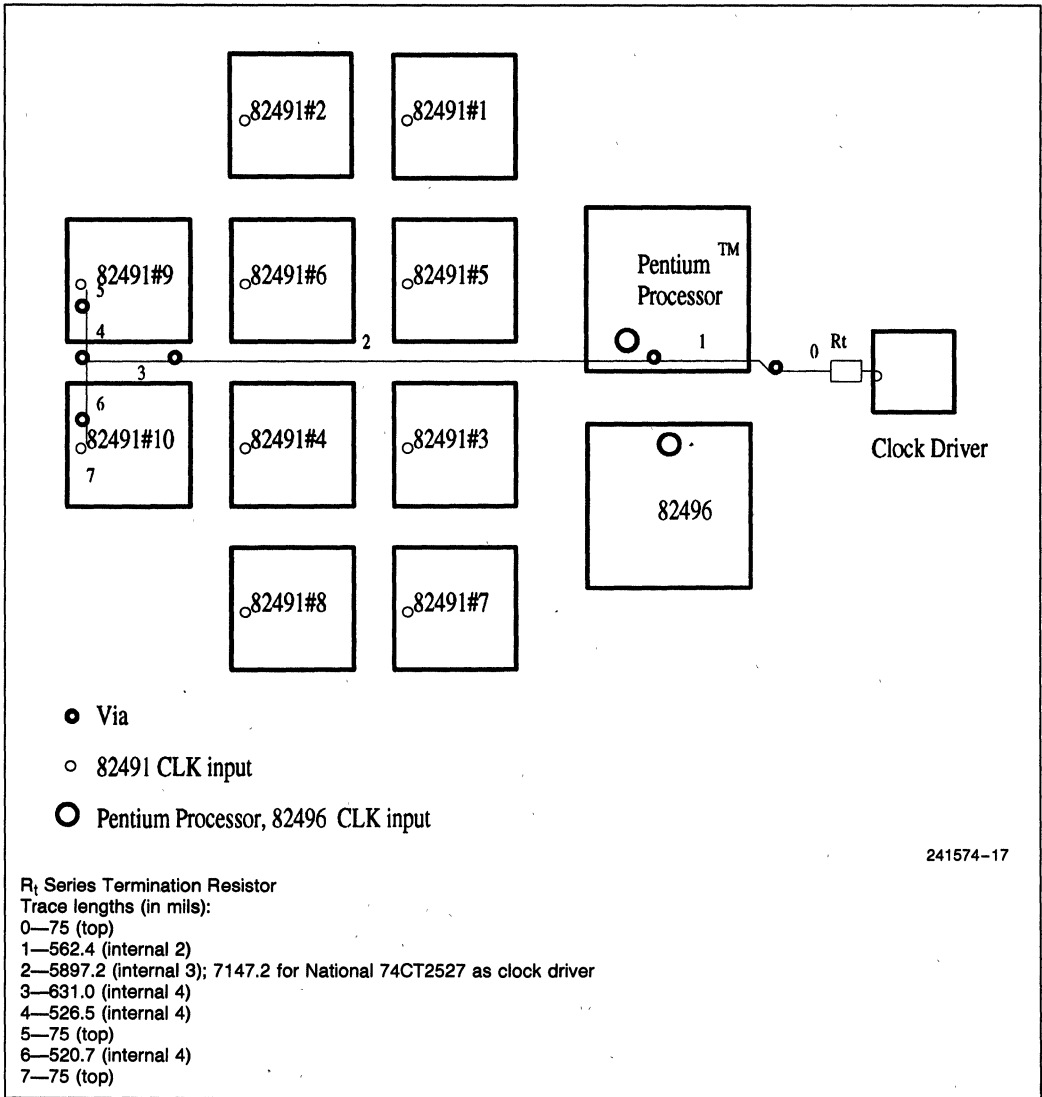 82491#2
82491#1
82491#9
82491#6
82491#5
Pentium TM
Processor
5
4
2
1
0
Rt
3
6
82491#10
82491#4
82491#3
Clock Driver
7
82496
82491#8
82491#7
Via
82491 CLK input
Pentium Processor, 82496 CLK input
241574-17
Rt Series Termination Resistor
Trace lengths (in mils):
0—75 (top)
1—562.4 (internal 2)
2—5897.2 (internal 3); 7147.2 for National 74CT2527 as clock driver
3—631.0 (internal 4)
4—526.5 (internal 4)
5—75 (top)
6—520.7 (internal 4)
7—75 (top)